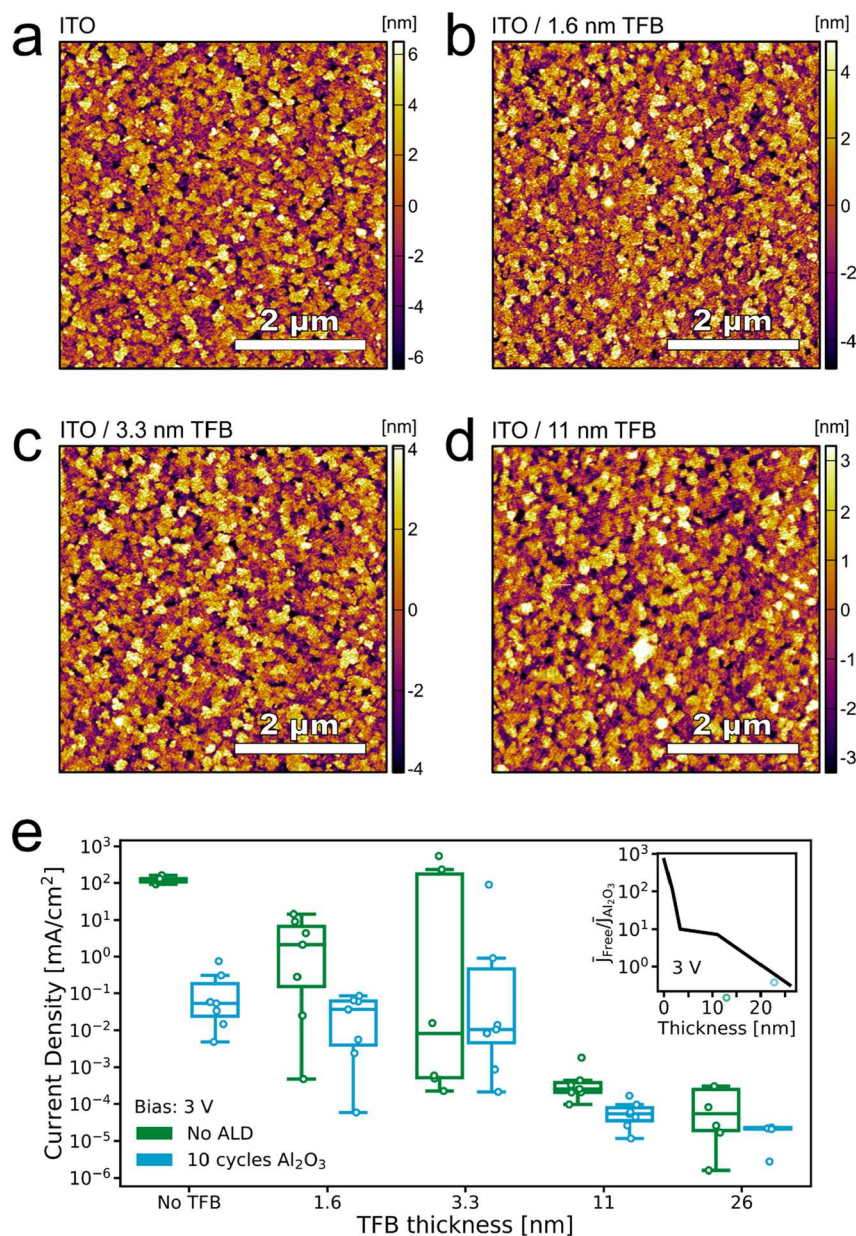 a
ITO
[nm]
6
4
2
0
-2
-4
-6
2 μm
b
ITO / 1.6 nm TFB
[nm]
4
2
0
-2
-4
2 μm
c
ITO / 3.3 nm TFB
[nm]
4
2
0
-2
-4
2 μm
d
ITO / 11 nm TFB
[nm]
3
2
1
0
-1
-2
-3
2 μm
e
Current Density [mA/cm²]
10³
10²
10¹
10⁰
10⁻¹
10⁻²
10⁻³
10⁻⁴
10⁻⁵
10⁻⁶
Bias: 3 V
No ALD
10 cycles Al₂O₃
No TFB
1.6
3.3
11
26
TFB thickness [nm]
J̄Free/J̄Al₂O₃
10³
10²
10¹
10⁰
3 V
0
10
20
Thickness [nm]